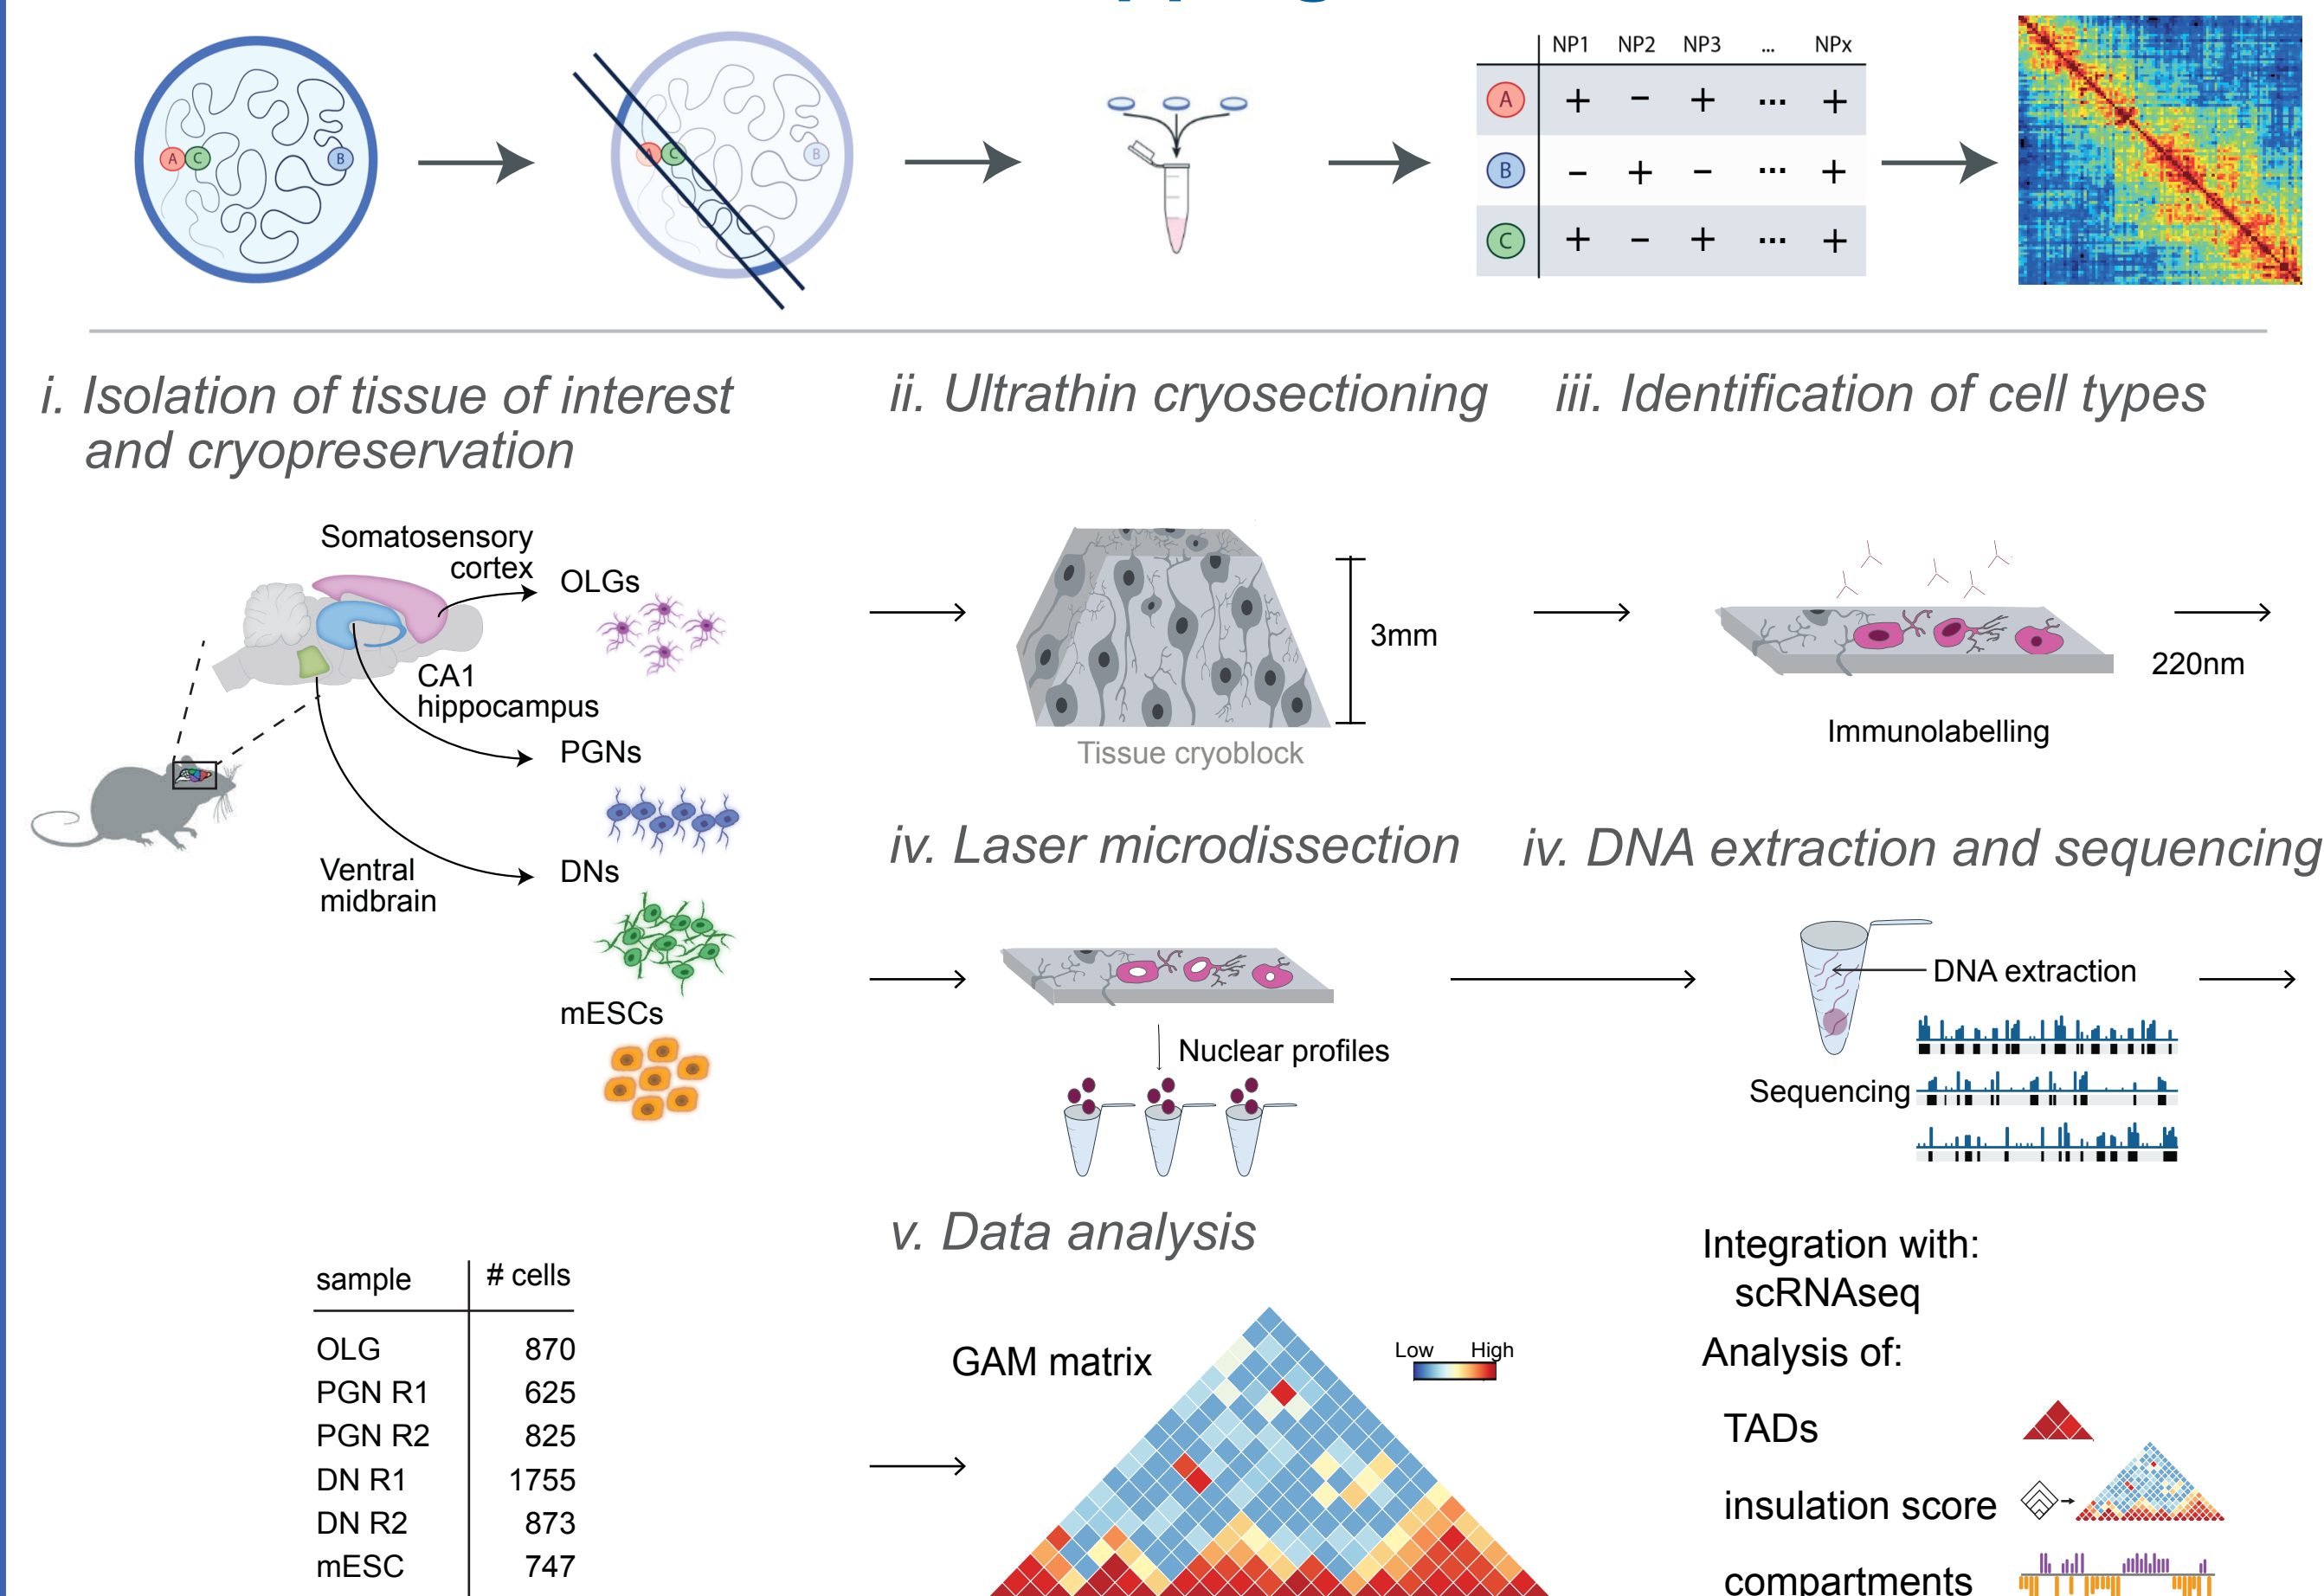 A C B
A C B
NP1 NP2 NP3 ... NPx
A + − + ... +
B − + − ... +
C + − + ... +
i. Isolation of tissue of interest
and cryopreservation
ii. Ultrathin cryosectioning
iii. Identification of cell types
Somatosensory
cortex
OLGs
CA1
hippocampus
PGNs
Ventral
midbrain
DNs
mESCs
3mm
Tissue cryoblock
220nm
Immunolabelling
iv. Laser microdissection
iv. DNA extraction and sequencing
Nuclear profiles
DNA extraction
Sequencing
sample # cells
OLG 870
PGN R1 625
PGN R2 825
DN R1 1755
DN R2 873
mESC 747
v. Data analysis
GAM matrix
Low High
Integration with:
scRNAseq
Analysis of:
TADs
insulation score
compartments